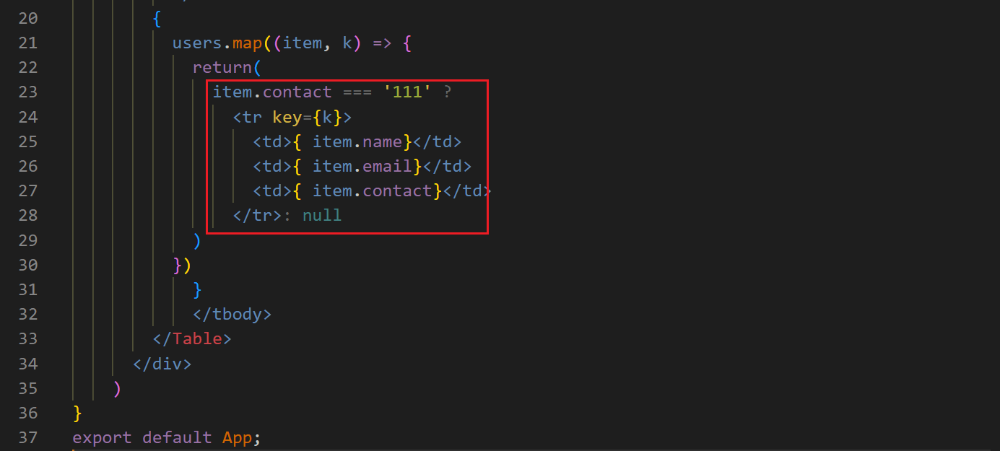 20 {
21 users.map((item, k) => {
22 return(
23 item.contact === '111' ?
24 <tr key={k}>
25 <td>{ item.name}</td>
26 <td>{ item.email}</td>
27 <td>{ item.contact}</td>
28 </tr>: null
29 )
30 })
31 }
32 </tbody>
33 </Table>
34 </div>
35 )
36 }
37 export default App;